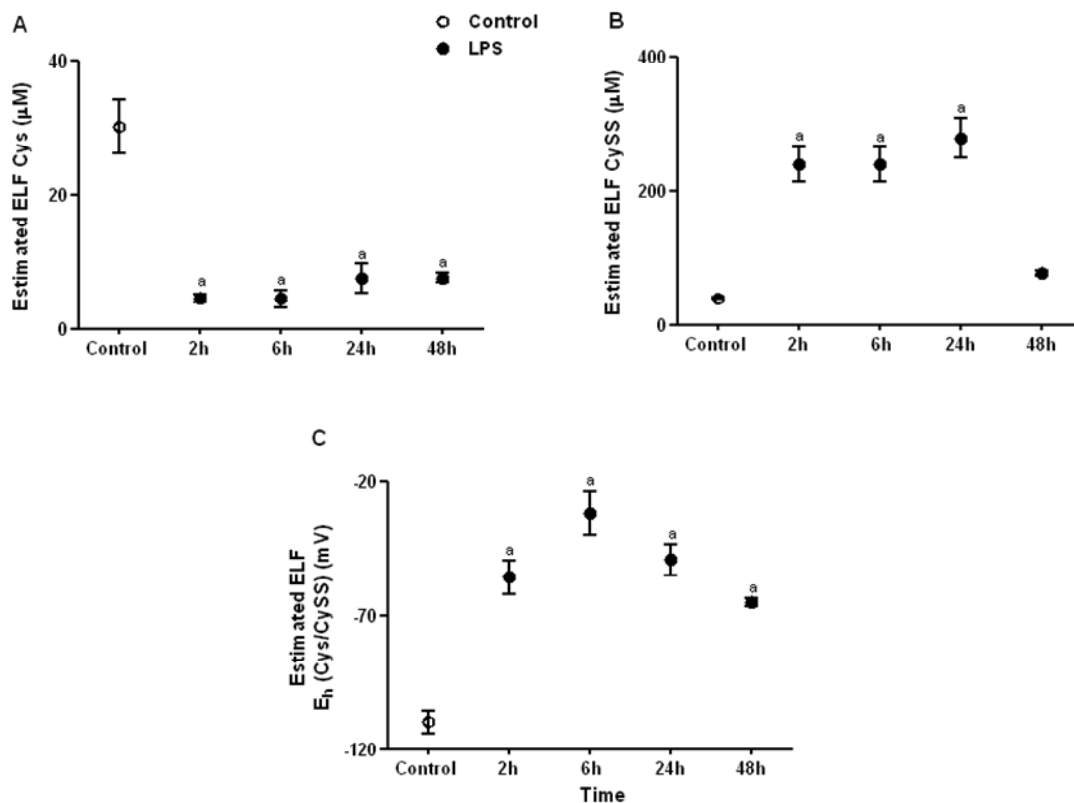 A
Control
LPS
B
Estimated ELF Cys (µM)
40
20
0
a
a
a
a
Control
2h
6h
24h
48h
Estimated ELF CySS (µM)
400
200
0
a
a
a
Control
2h
6h
24h
48h
C
Estimated ELF
Eh (Cys/CySS) (mV)
-20
-70
-120
a
a
a
a
Control
2h
6h
24h
48h
Time